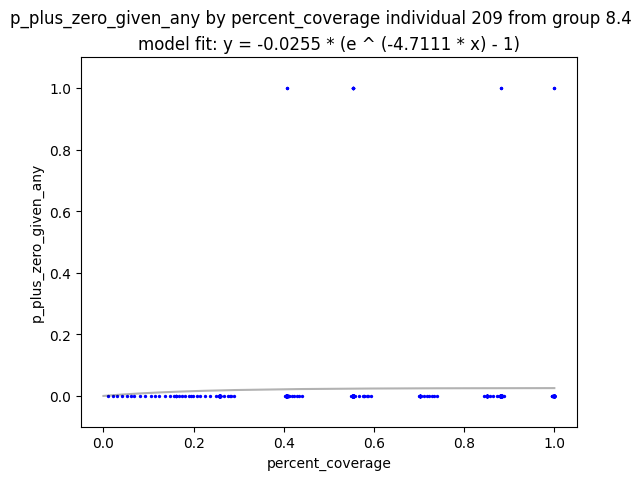 p_plus_zero_given_any by percent_coverage individual 209 from group 8.4
model fit: y = -0.0255 * (e ^ (-4.7111 * x) - 1)
1.0
0.8
0.6
0.4
0.2
0.0
p_plus_zero_given_any
0.0 0.2 0.4 0.6 0.8 1.0
percent_coverage